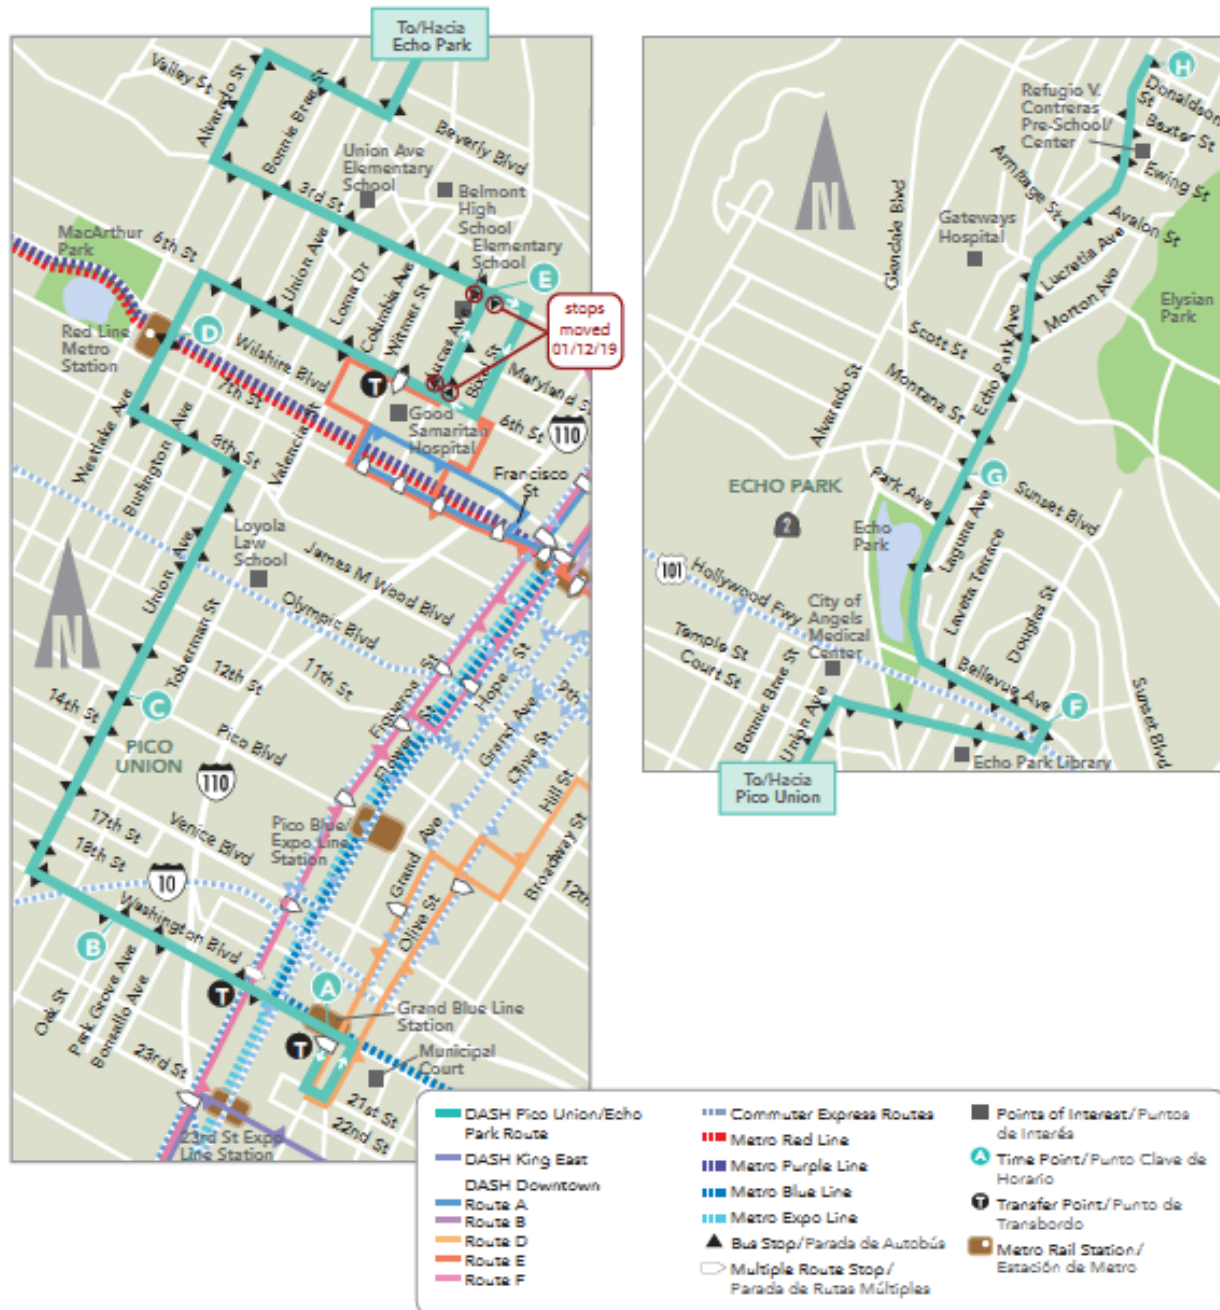 To/Hacia
Echo Park
Valley St
Alvarado St
Bonnie Brae St
Beverly Blvd
Union Ave
Elementary
School
Belmont
High
School
Elementary
School
3rd St
MacArthur
Park
6th St
Union Ave
Loma Dr
Columbia Ave
Witmer St
Lucas Ave
Bixel St
Maryland St
E
stops
moved
01/12/19
Red Line
Metro
Station
D
Wilshire Blvd
7th St
T
Good
Samaritan
Hospital
6th St
110
Westlake Ave
Burlington Ave
8th St
Valencia St
Francisco
St
Loyola
Law
School
James M Wood Blvd
Union Ave
Olympic Blvd
N
Toberman St
12th St
11th St
Figueroa St
Flower St
Hope St
Grand Ave
Olive St
9th
14th St
C
PICO
UNION
Pico Blvd
110
Hill St
Broadway St
12th
17th St
18th St
Venice Blvd
Pico Blue/
Expo Line
Station
Grand Ave
Olive St
10
Washington Blvd
B
Oak St
Park Grove Ave
Bonsallo Ave
T
A
Grand Blue Line
Station
T
Municipal
Court
23rd St
21st St
22nd St
23rd St Expo
Line Station
H
Donaldson
St
Baxter St
Ewing St
Refugio V.
Contreras
Pre-School/
Center
N
Armitage St
Avalon St
Glendale Blvd
Gateways
Hospital
Lucretia Ave
Morton Ave
Elysian
Park
Scott St
Echo Park Ave
Montana St
Alvarado St
G
Sunset Blvd
Park Ave
ECHO PARK
2
Echo
Park
Laguna Ave
Laveta Terrace
Douglas St
101
Hollywood Fwy
City of
Angels
Medical
Center
Temple St
Court St
Bonnie Brae St
Union Ave
Bellevue Ave
F
Sunset Blvd
Echo Park Library
To/Hacia
Pico Union
DASH Pico Union/Echo
Park Route
DASH King East
DASH Downtown
Route A
Route B
Route D
Route E
Route F
Commuter Express Routes
Metro Red Line
Metro Purple Line
Metro Blue Line
Metro Expo Line
Bus Stop/Parada de Autobús
Multiple Route Stop/
Parada de Rutas Múltiples
Points of Interest/Puntos
de Interés
A
Time Point/Punto Clave de
Horario
T
Transfer Point/Punto de
Transbordo
Metro Rail Station/
Estación de Metro